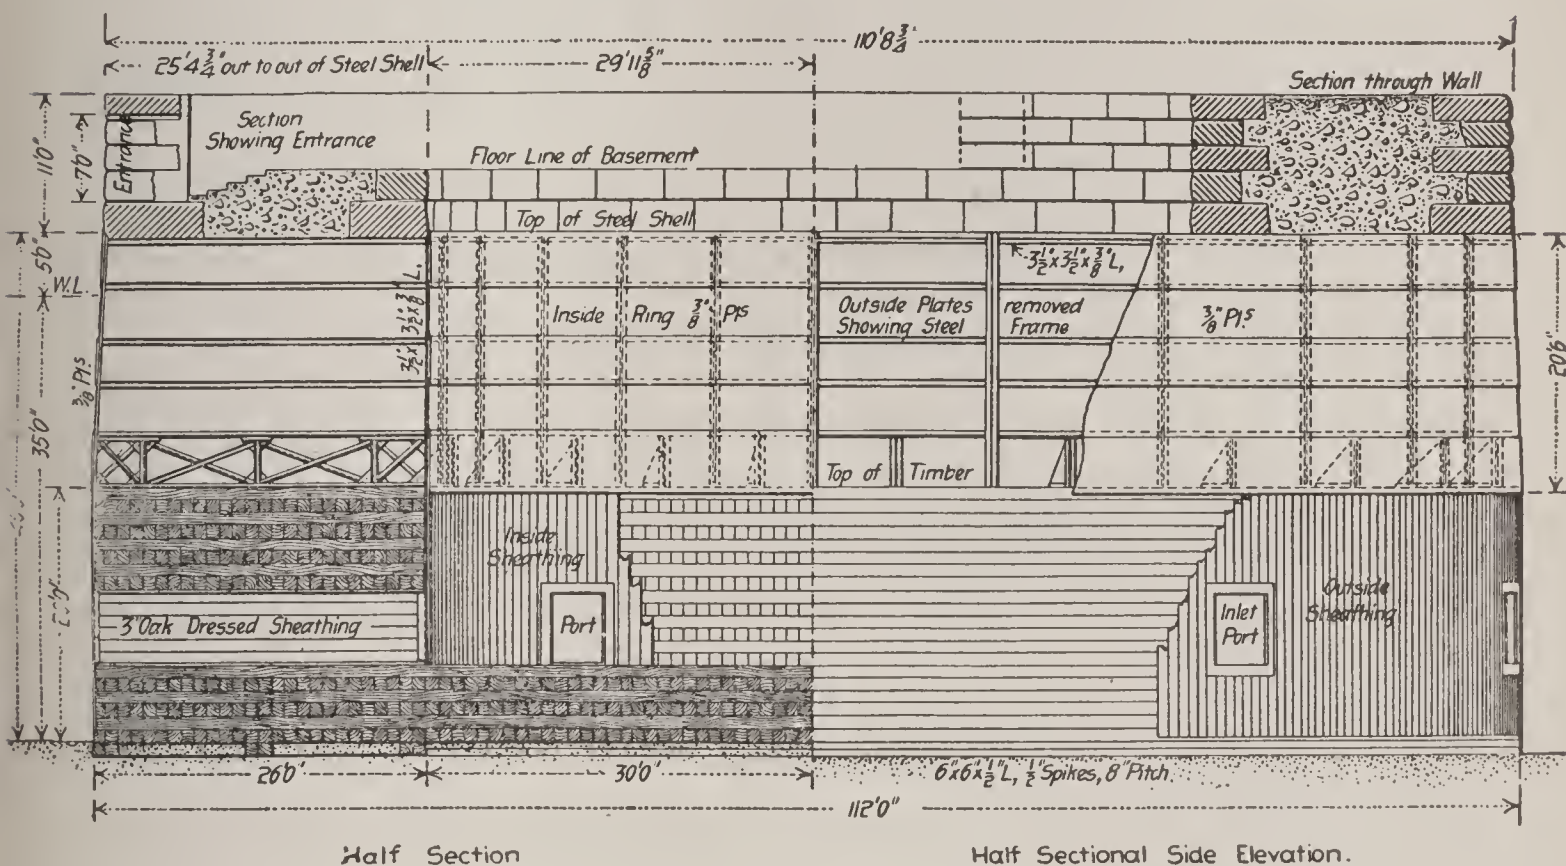 110'8¾"
25'4¾" out to out of Steel Shell
29'11⅝"
Section through Wall
Section
Showing Entrance
Entrance
11'0"
7'0"
Floor Line of Basement
Top of Steel Shell
5'0"
W.L.
3½"x3½"x⅜"L,
3½"x3½"x⅜"L,
Inside Ring ⅜" Pls
Outside Plates removed
Showing Steel Frame
⅜" Pl.s
⅜" Pl.s
20'6"
35'0"
Top of Timber
Inside
Sheathing
Port
3" Oak Dressed Sheathing
Inlet
Port
Outside
Sheathing
26'0"
30'0"
6"x6"x½"L, ½" Spikes, 8" Pitch.
112'0"
Half Section
Half Sectional Side Elevation.